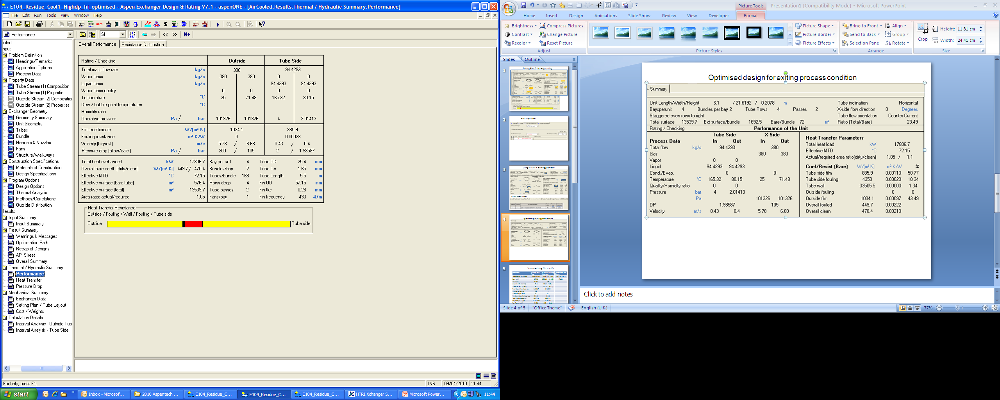 E104_Residue_Cool1_Highdp_hi_optimised - Aspen Exchanger Design & Rating V7.1 - aspenONE - [AirCooled.Results.Thermal / Hydraulic Summary.Performance]
File Edit Run Tools View Window Help
Performance SI
ooled
nput
Problem Definition
Headings/Remarks
Application Options
Process Data
Property Data
Tube Stream (1) Composition
Tube Stream (1) Properties
Outside Stream (2) Composition
Outside Stream (2) Properties
Exchanger Geometry
Geometry Summary
Unit Geometry
Tubes
Bundle
Headers & Nozzles
Fans
Structure/Walkways
Construction Specifications
Materials of Construction
Design Specifications
Program Options
Design Options
Thermal Analysis
Methods/Correlations
Outside Distribution
Results
Input Summary
Input Summary
Result Summary
Warnings & Messages
Optimization Path
Recap of Designs
API Sheet
Overall Summary
Thermal / Hydraulic Summary
Performance
Heat Transfer
Pressure Drop
Mechanical Summary
Exchanger Data
Setting Plan / Tube Layout
Cost / Weights
Calculation Details
Interval Analysis - Outside Tub
Interval Analysis - Tube Side
Overall Performance Resistance Distribution
Rating / Checking Outside Tube Side
Total mass flow rate kg/s 380 94.4293
Vapor mass kg/s 380 380 0 0
Liquid mass kg/s 94.4293 94.4293
Vapor mass quality 0 0 0 0
Temperature °C 25 71.48 165.32 80.15
Dew / bubble point temperatures °C
Humidity ratio
Operating pressure Pa / bar 101326 101326 4 2.01413
Film coefficients W/(m² K) 1034.1 885.9
Fouling resistance m² K/W 0 0.00023
Velocity (highest) m/s 5.78 / 6.68 0.43 / 0.4
Pressure drop (allow/calc.) Pa / bar 200 / 105 2 / 1.98587
Total heat exchanged kW 17806.7 Bay per unit 4 Tube OD 25.4 mm
Overall bare coeff. (dirty/clean) W/(m² K) 449.7/ 470.4 Bundles/bay 2 Tube tks 1.65 mm
Effective MTD °C 72.15 Tubes/bundle 168 Tube Length 5.5 m
Effective surface (bare tube) m² 576.4 Rows deep 4 Fin OD 57.15 mm
Effective surface (total) m² 13539.7 Tube passes 2 Fin tks 0.28 mm
Area ratio: actual/required 1.05 Fans/bay 1 Fin frequency 433 #/m
Heat Transfer Resistance
Outside / Fouling / Wall / Fouling / Tube side
Outside Tube side
For help, press F1. INS 09/04/2010 11:44
start Inbox - Microsof... 2010 Aspentech ... E104_Residue_C... E104_Residue_C... E104_Residue_C... HTRI Xchanger S... Microsoft Power... 11:44
Picture Tools Presentation1 [Compatibility Mode] - Microsoft PowerPoint
Home Insert Design Animations Slide Show Review View Developer Format
Brightness Compress Pictures Picture Shape Bring to Front Align Height: 11.81 cm
Contrast Change Picture Picture Border Send to Back Group Crop Width: 24.41 cm
Recolor Reset Picture Picture Effects Selection Pane Rotate
Adjust Picture Styles Arrange Size
Slides Outline x
1
Existing Plain Tube design rating
2
HiTRAN Input window
3
Using HiTRAN in existing geometry
HiTRAN Output Window
4
Optimised design for exiting process condition
5
Summarising the results
Optimised design for exiting process condition
+ Summary
Unit Length/Width/Height 6.1 / 21.6192 / 0.2078 m Tube inclination Horizontal
Baysperunit 4 Bundles per bay 2 Tube Rows 4 Passes 2 X-side flow direction 0 Degrees
Staggered-even rows to right Tube flow orientation Counter Current
Total surface 13539.7 Ext surface/bundle 1692.5 Bare/Bundle 72 m² Ratio (Total/Bare) 23.49
Rating / Checking Performance of the Unit
Tube Side X-Side
Process Data In Out In Out
Total flow kg/s 94.4293 380
Gas 380 380
Vapor 0 0
Liquid 94.4293 94.4293
Cond./Evap. 0 0
Temperature °C 165.32 80.15 25 71.48
Quality/Humidity ratio 0 0
Pressure bar 4 2.01413
Pa 101326 101326
DP 1.98587 105
Velocity m/s 0.43 0.4 5.78 6.68
Heat Transfer Parameters
Total heat load kW 17806.7
Effective MTD °C 72.15
Actual/required area ratio(dirty/clean) 1.05 / 1.1
Coef/Resist (Bare) W/(m² K) m² K/W %
Tube side film 885.9 0.00113 50.77
Tube side fouling 4350 0.00023 10.34
Tube wall 33505.5 0.00003 1.34
Outside fouling 0 0
Outside film 1034.1 0.00097 43.49
Overall fouled 449.7 0.00222
Overall clean 470.4 0.00213
Click to add notes
Slide 4 of 5 "Office Theme" English (U.K.) 77%